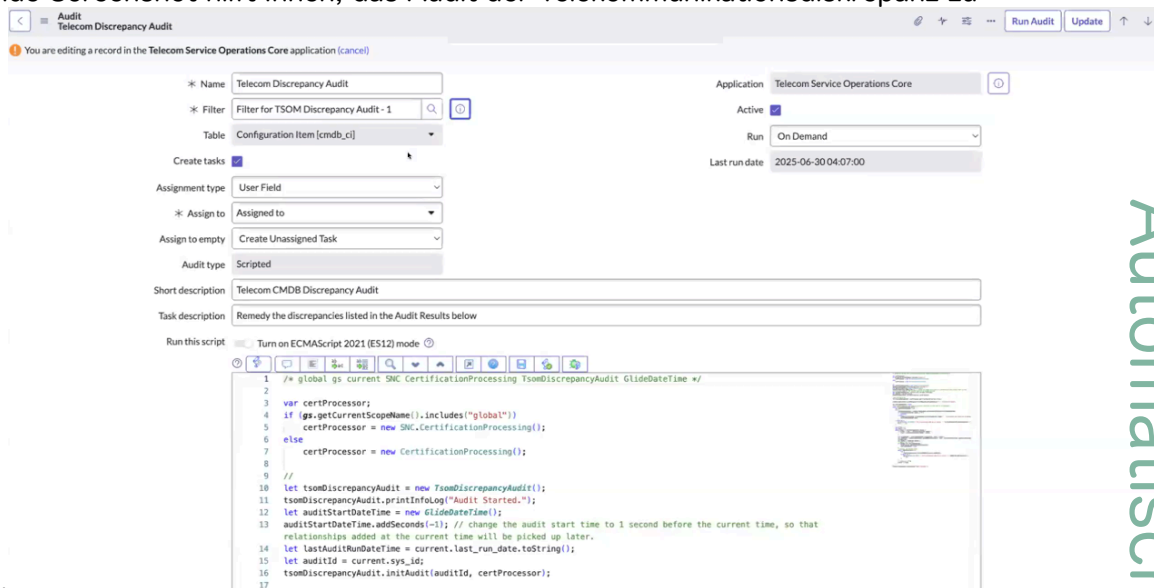 Screenshot hilft Ihnen, das Audit der Telekommunikationsdiskrepanz zu
Audit
Telecom Discrepancy Audit
Run Audit Update
You are editing a record in the Telecom Service Operations Core application (cancel)
* Name Telecom Discrepancy Audit
Application Telecom Service Operations Core
* Filter Filter for TSOM Discrepancy Audit - 1
Active
Table Configuration Item [cmdb_ci]
Run On Demand
Create tasks
Last run date 2025-06-30 04:07:00
Assignment type User Field
* Assign to Assigned to
Assign to empty Create Unassigned Task
Audit type Scripted
Short description Telecom CMDB Discrepancy Audit
Task description Remedy the discrepancies listed in the Audit Results below
Run this script Turn on ECMAScript 2021 (ES12) mode
1 /* global gs current SNC CertificationProcessing TsomDiscrepancyAudit GlideDateTime */
2
3 var certProcessor;
4 if (gs.getCurrentScopeName().includes("global"))
5 certProcessor = new SNC.CertificationProcessing();
6 else
7 certProcessor = new CertificationProcessing();
8
9 //
10 let tsomDiscrepancyAudit = new TsomDiscrepancyAudit();
11 tsomDiscrepancyAudit.printInfoLog("Audit Started.");
12 let auditStartDateTime = new GlideDateTime();
13 auditStartDateTime.addSeconds(-1); // change the audit start time to 1 second before the current time, so that
relationships added at the current time will be picked up later.
14 let lastAuditRunDateTime = current.last_run_date.toString();
15 let auditId = current.sys_id;
16 tsomDiscrepancyAudit.initAudit(auditId, certProcessor);
17
Automatisch